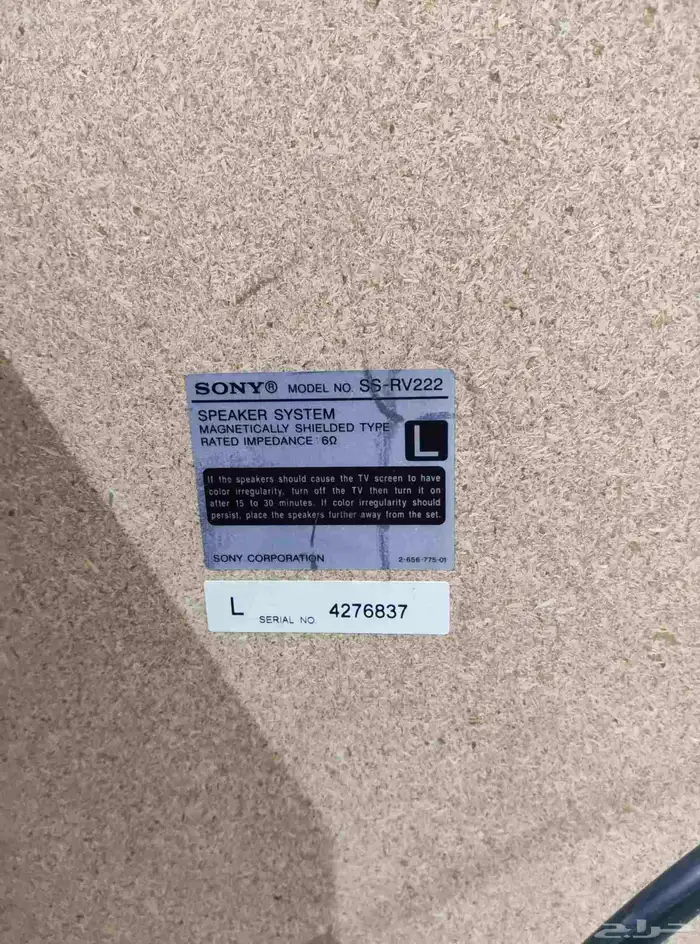 SONY® MODEL NO. SS-RV222
SPEAKER SYSTEM
MAGNETICALLY SHIELDED TYPE
RATED IMPEDANCE : 6Ω
L
If the speakers should cause the TV screen to have
color irregularity, turn off the TV then turn it on
after 15 to 30 minutes. If color irregularity should
persist, place the speakers further away from the set.
SONY CORPORATION 2-656-775-01
L SERIAL NO. 4276837
حراج